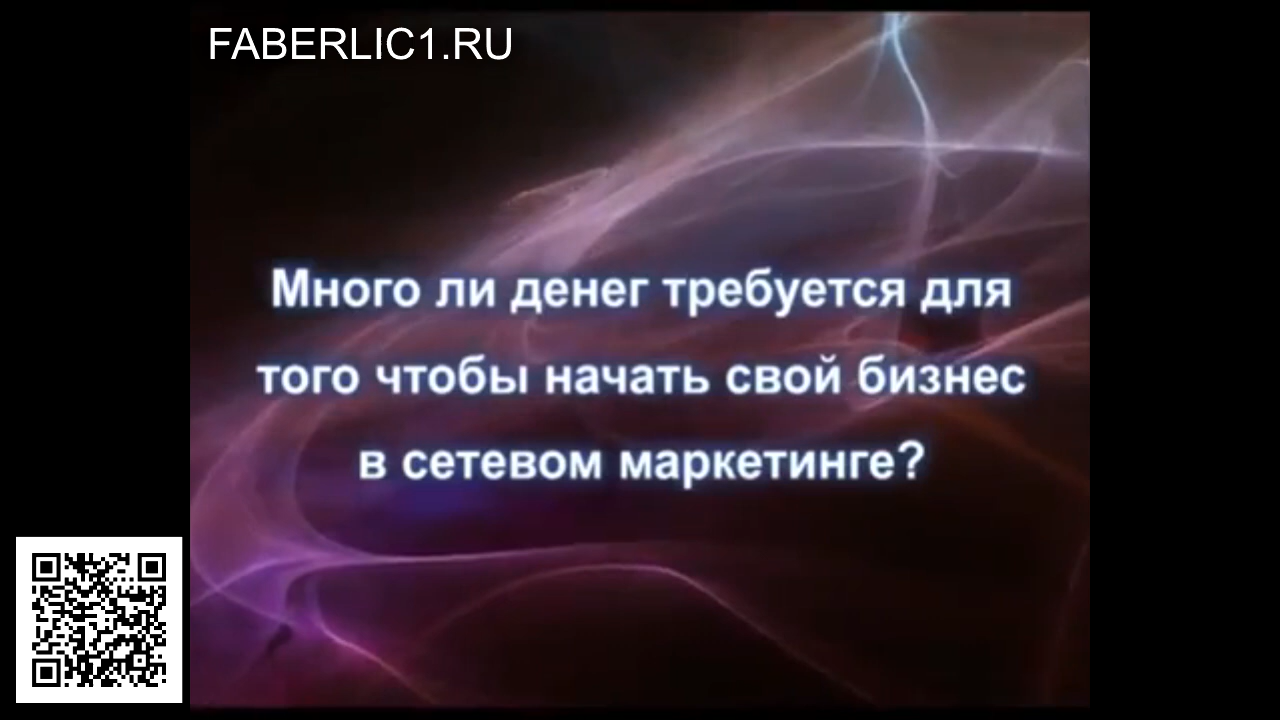 FABERLIC1.RU
Много ли денег требуется для
того чтобы начать свой бизнес
в сетевом маркетинге?